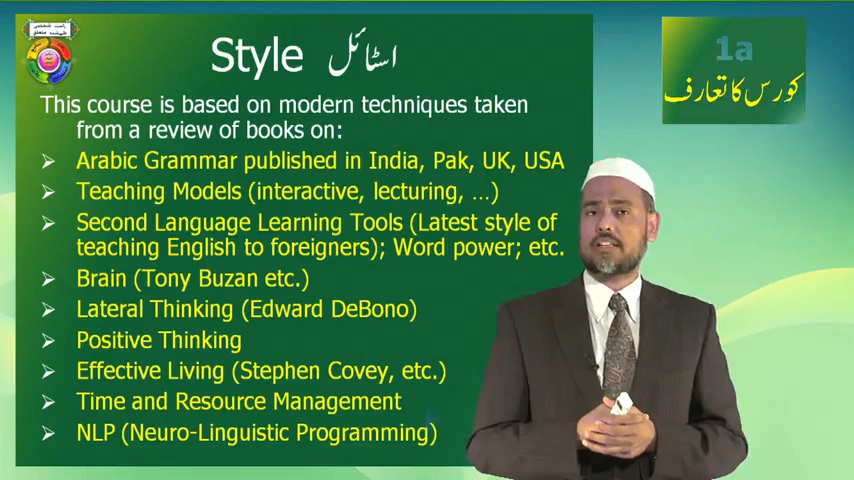 Style اسٹائل
1a
کورس کا تعارف
This course is based on modern techniques taken
from a review of books on:
Arabic Grammar published in India, Pak, UK, USA
Teaching Models (interactive, lecturing, ...)
Second Language Learning Tools (Latest style of
teaching English to foreigners); Word power; etc.
Brain (Tony Buzan etc.)
Lateral Thinking (Edward DeBono)
Positive Thinking
Effective Living (Stephen Covey, etc.)
Time and Resource Management
NLP (Neuro-Linguistic Programming)